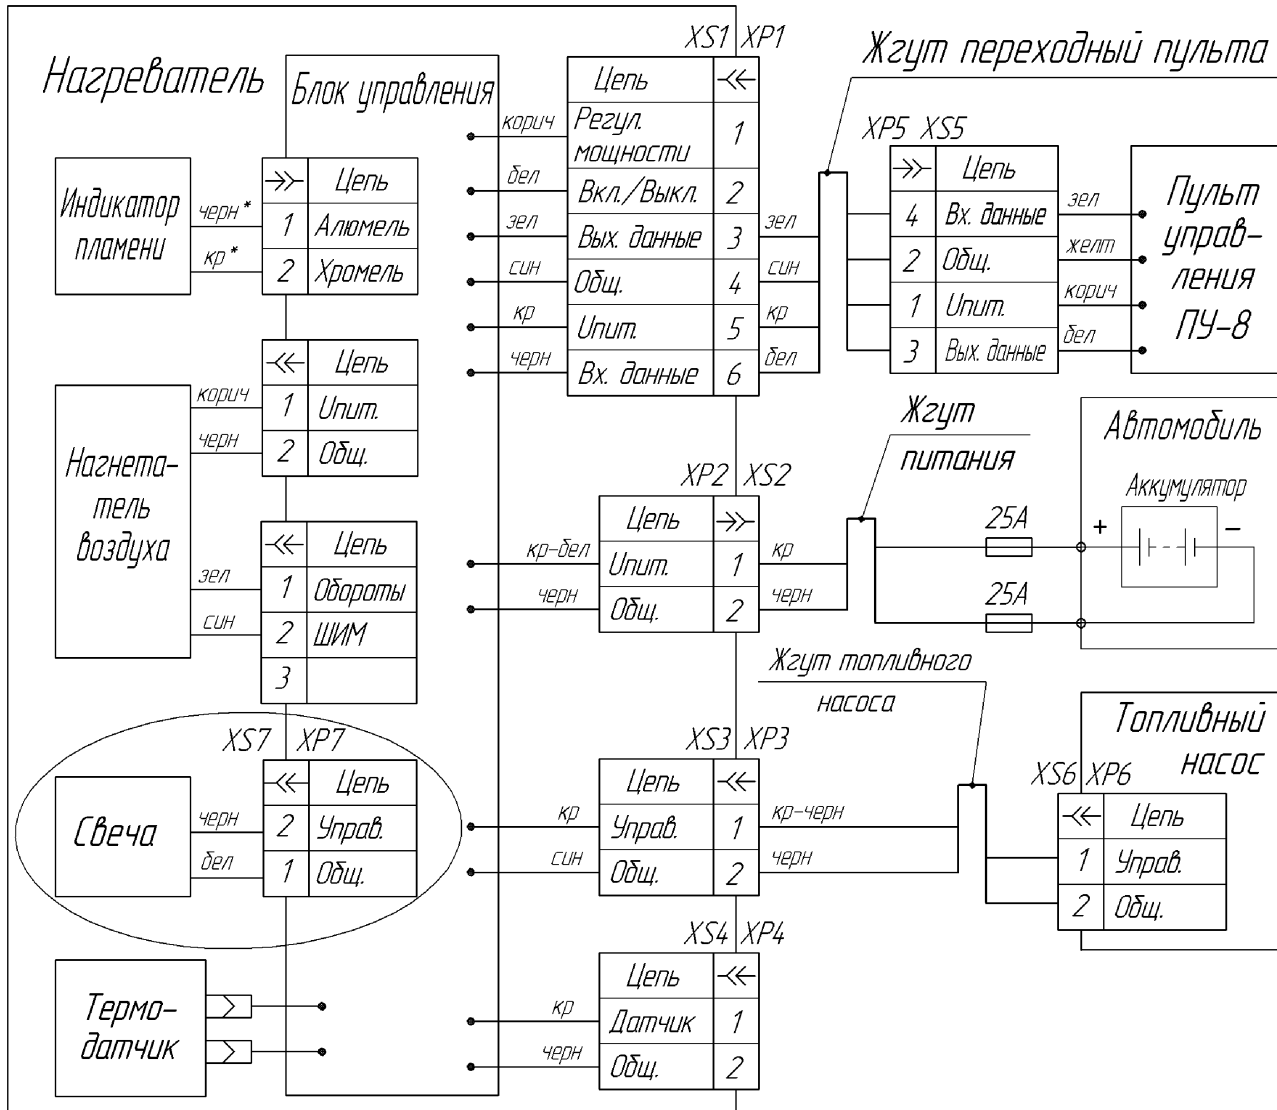 Нагреватель
Блок управления
XS1 XP1
Цепь
корич
Регул.
мощности
1
бел
Вкл./Выкл.
2
зел
Вых. данные
3
зел
син
Общ.
4
син
кр
Uпит.
5
кр
черн
Вх. данные
6
бел
Жгут переходный пульта
XP5 XS5
Цепь
4
Вх. данные
зел
2
Общ.
желт
1
Uпит.
корич
3
Вых. данные
бел
Пульт
управ-
ления
ПУ-8
Индикатор
пламени
черн*
кр*
Цепь
1
Алюмель
2
Хромель
Нагнета-
тель
воздуха
корич
черн
Цепь
1
Uпит.
2
Общ.
зел
син
Цепь
1
Обороты
2
ШИМ
3
XP2 XS2
Цепь
кр-бел
Uпит.
1
кр
черн
Общ.
2
черн
Жгут
питания
25А
25А
Автомобиль
Аккумулятор
+ −
Свеча
черн
бел
XS7 XP7
Цепь
2
Управ.
1
Общ.
XS3 XP3
Цепь
кр
Управ.
1
кр-черн
син
Общ.
2
черн
Жгут топливного
насоса
Топливный
насос
XS6 XP6
Цепь
1
Управ.
2
Общ.
Термо-
датчик
XS4 XP4
Цепь
кр
Датчик
1
черн
Общ.
2